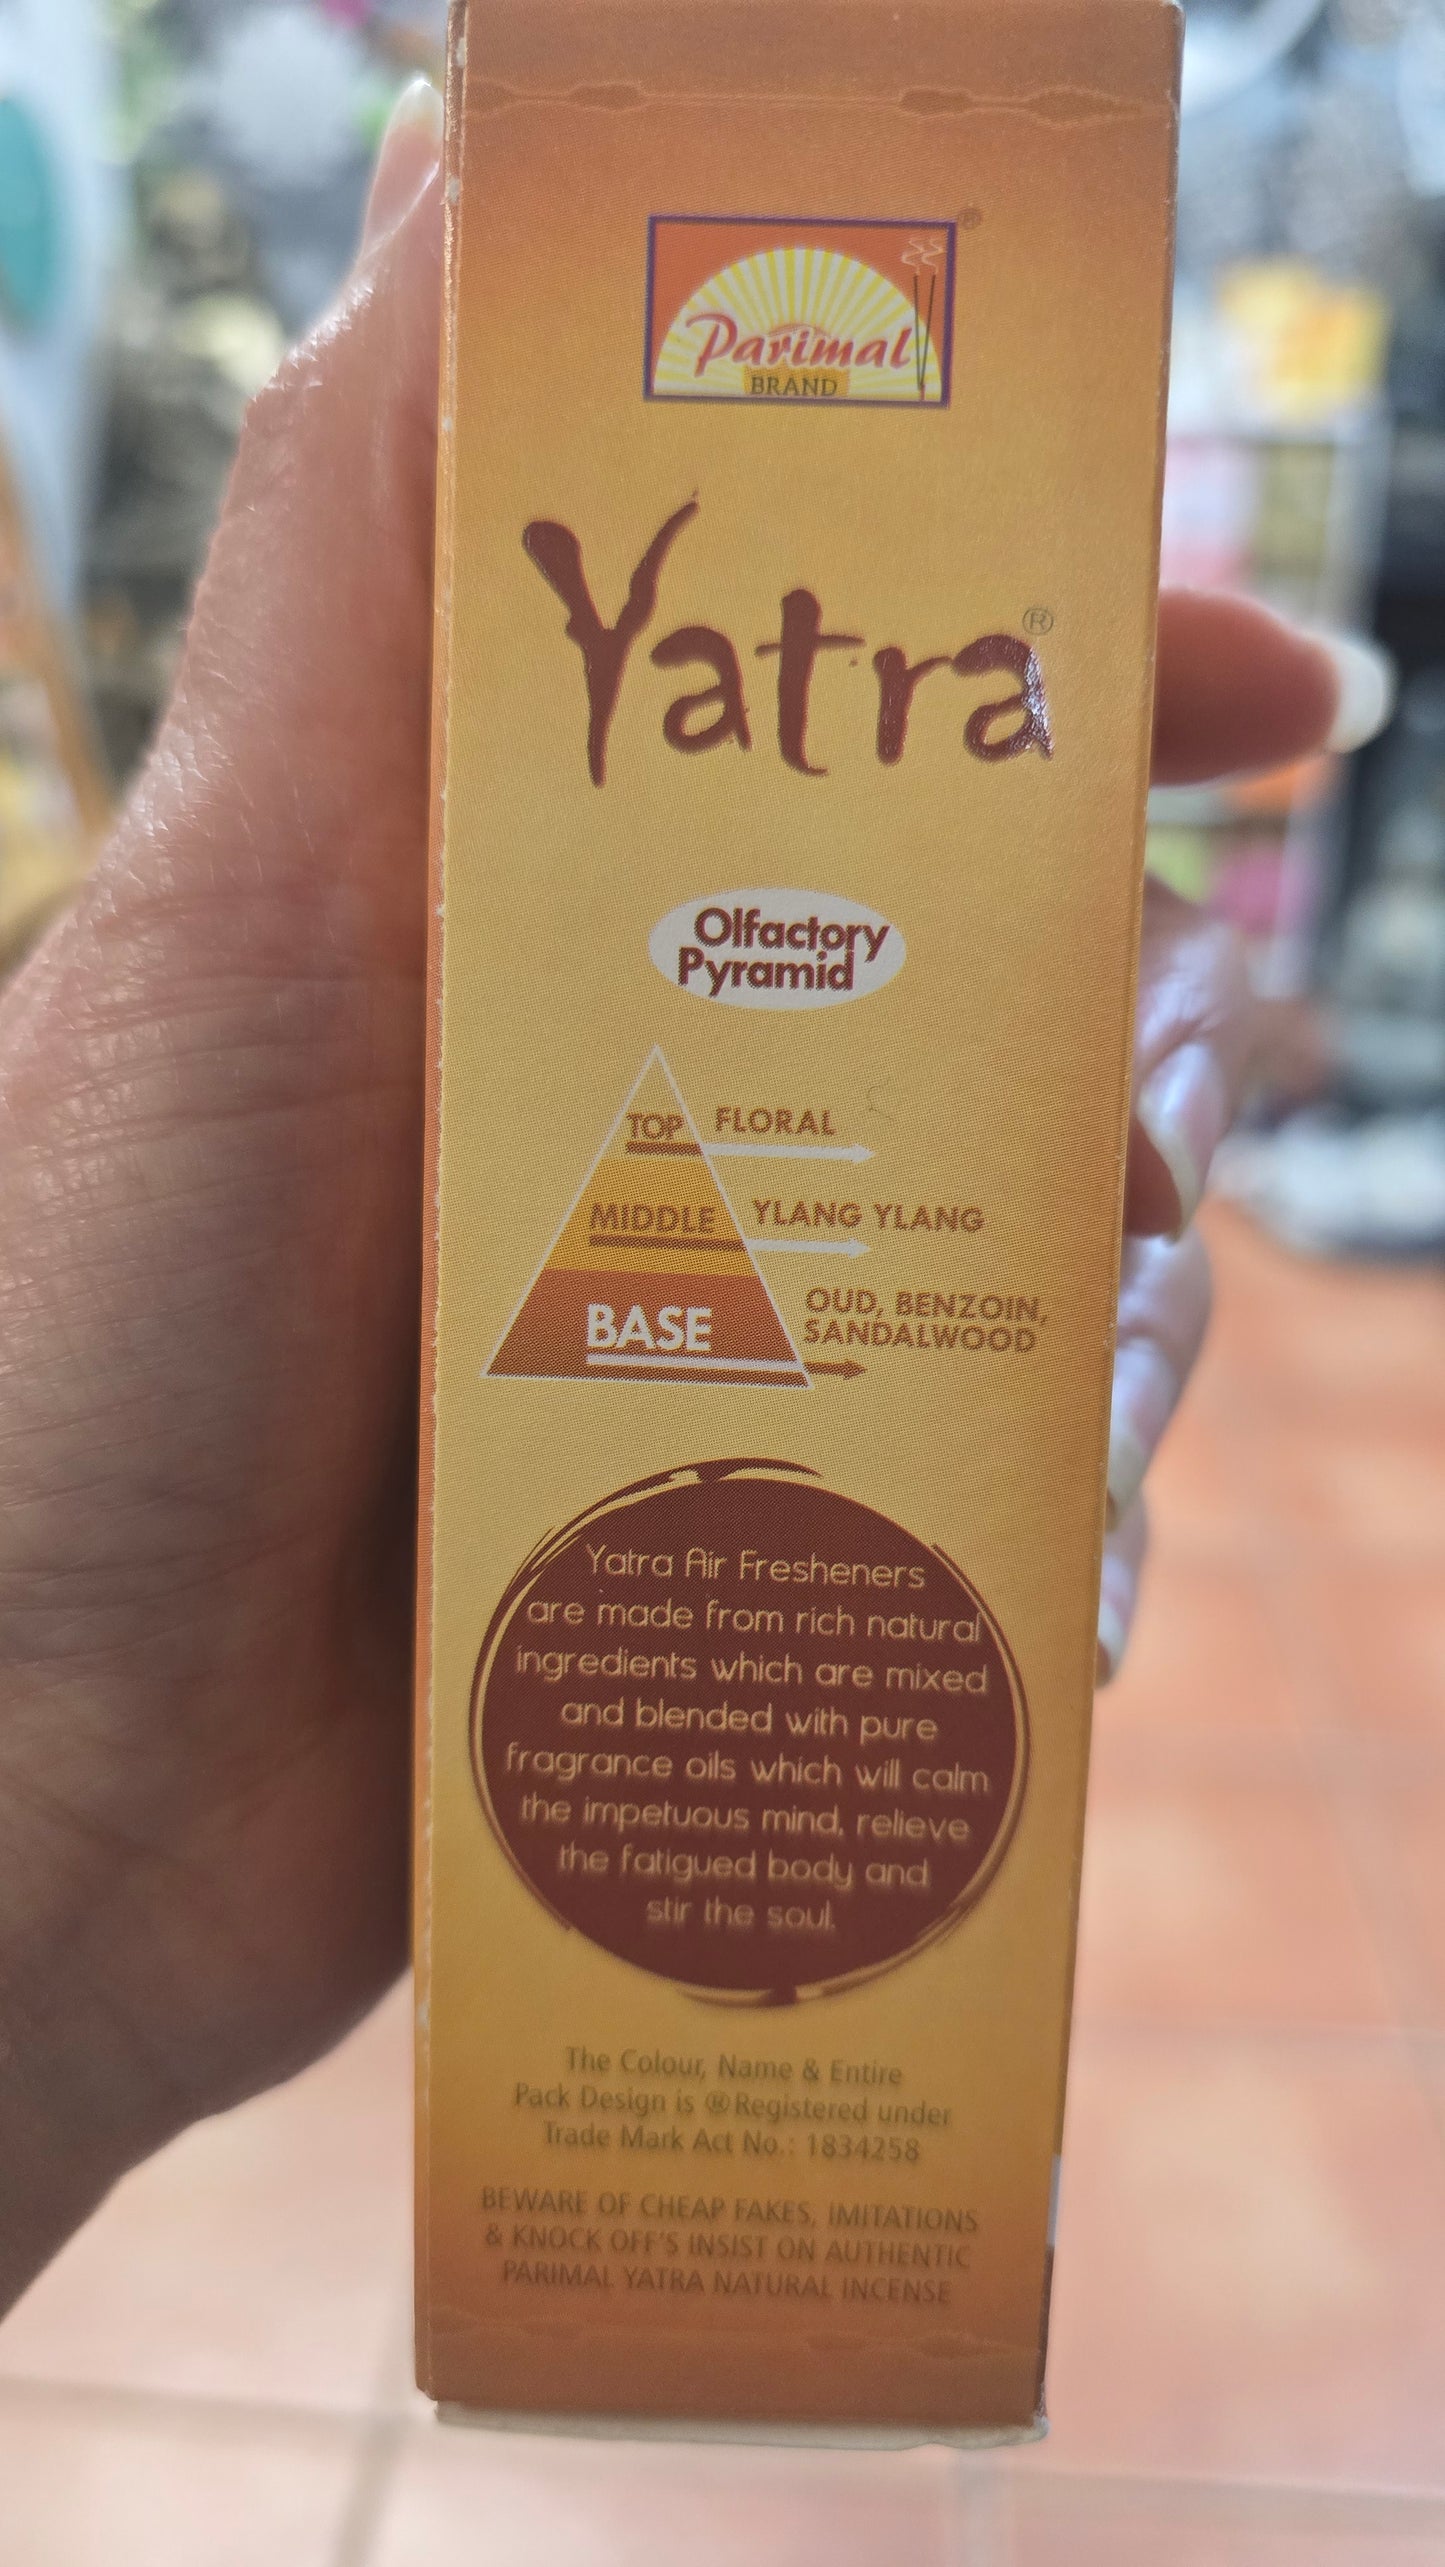 Parimal
BRAND
®
Yatra®
Olfactory
Pyramid
TOP FLORAL
MIDDLE YLANG YLANG
BASE OUD, BENZOIN,
SANDALWOOD
Yatra Air Fresheners
are made from rich natural
ingredients which are mixed
and blended with pure
fragrance oils which will calm
the impetuous mind, relieve
the fatigued body and
stir the soul.
The Colour, Name & Entire
Pack Design is ® Registered under
Trade Mark Act No.: 1834258
BEWARE OF CHEAP FAKES, IMITATIONS
& KNOCK OFF'S INSIST ON AUTHENTIC
PARIMAL YATRA NATURAL INCENSE